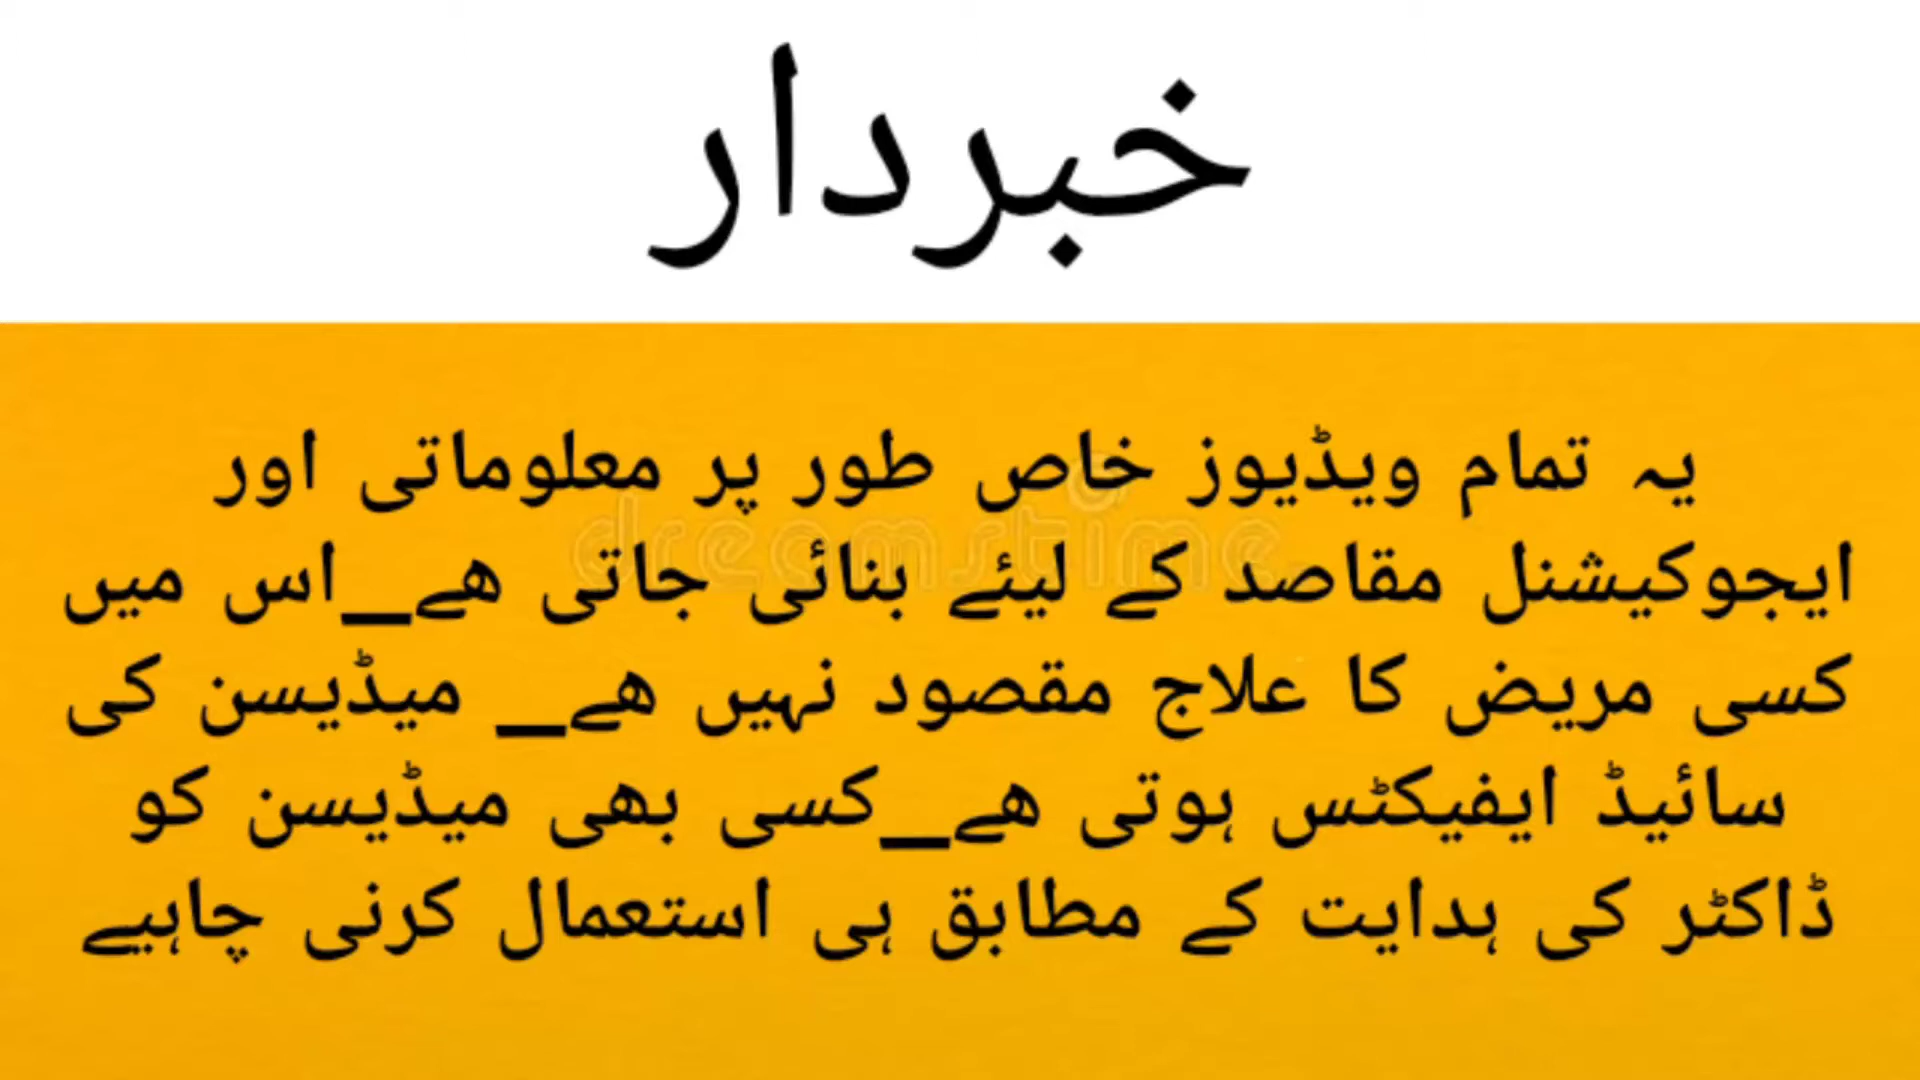 خبردار
یہ تمام ویڈیوز خاص طور پر معلوماتی اور
dreamstime
ایجوکیشنل مقاصد کے لیئے بنائی جاتی ھے_اس میں
کسی مریض کا علاج مقصود نہیں ھے_ میڈیسن کی
سائیڈ ایفیکٹس ہوتی ھے_کسی بھی میڈیسن کو
ڈاکٹر کی ہدایت کے مطابق ہی استعمال کرنی چاہیے